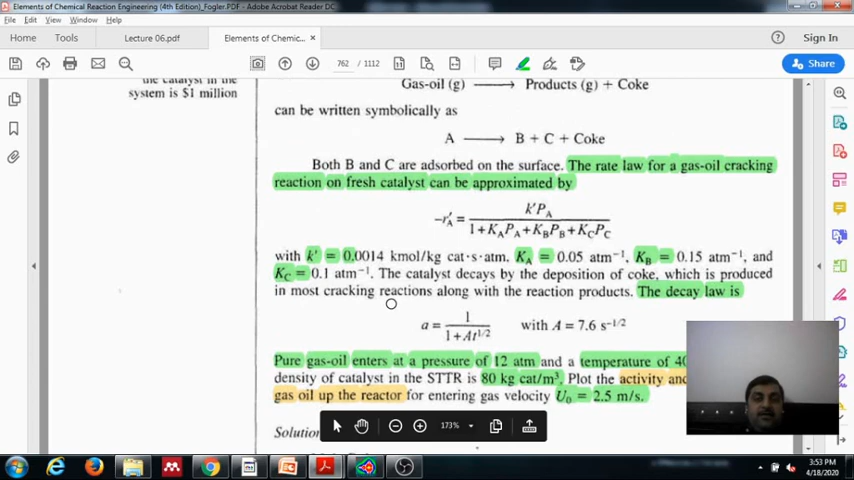 Elements of Chemical Reaction Engineering (4th Edition)_Fogler.PDF - Adobe Acrobat Reader DC
File Edit View Window Help
Home Tools Lecture 06.pdf Elements of Chemic... × Sign In
762 / 1112 Share
the catalyst in the
system is $1 million
Gas-oil (g) ⟶ Products (g) + Coke
can be written symbolically as
A ⟶ B + C + Coke
Both B and C are adsorbed on the surface. The rate law for a gas-oil cracking
reaction on fresh catalyst can be approximated by
-r'A = k'PA / (1+KAPA+KBPB+KCPC)
with k' = 0.0014 kmol/kg cat·s·atm, KA = 0.05 atm⁻¹, KB = 0.15 atm⁻¹, and
KC = 0.1 atm⁻¹. The catalyst decays by the deposition of coke, which is produced
in most cracking reactions along with the reaction products. The decay law is
a = 1 / (1+At^1/2) with A = 7.6 s⁻¹/²
Pure gas-oil enters at a pressure of 12 atm and a temperature of 40
density of catalyst in the STTR is 80 kg cat/m³. Plot the activity and
gas oil up the reactor for entering gas velocity U₀ = 2.5 m/s.
Solution
173%
3:53 PM
4/18/2020